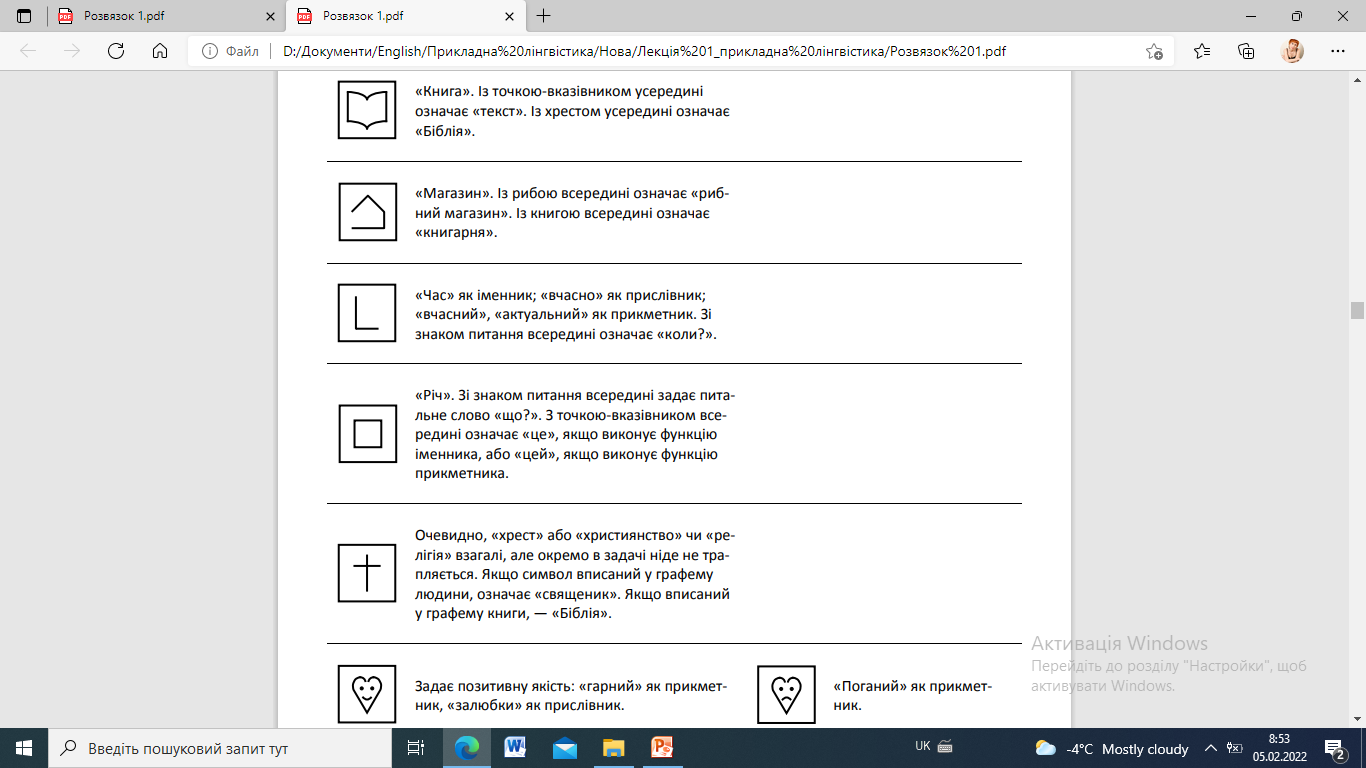 Розвязок 1.pdf
Розвязок 1.pdf
Файл
D:/Документи/English/Прикладна%20лінгвістика/Нова/Лекція%201_прикладна%20лінгвістика/Розвязок%201.pdf
«Книга». Із точкою-вказівником усередині
означає «текст». Із хрестом усередині означає
«Біблія».
«Магазин». Із рибою всередині означає «риб-
ний магазин». Із книгою всередині означає
«книгарня».
«Час» як іменник; «вчасно» як прислівник;
«вчасний», «актуальний» як прикметник. Зі
знаком питання всередині означає «коли?».
«Річ». Зі знаком питання всередині задає пита-
льне слово «що?». З точкою-вказівником все-
редині означає «це», якщо виконує функцію
іменника, або «цей», якщо виконує функцію
прикметника.
Очевидно, «хрест» або «християнство» чи «ре-
лігія» взагалі, але окремо в задачі ніде не тра-
пляється. Якщо символ вписаний у графему
людини, означає «священик». Якщо вписаний
у графему книги, — «Біблія».
Задає позитивну якість: «гарний» як прикмет-
ник, «залюбки» як прислівник.
«Поганий» як прикмет-
ник.
Активація Windows
Перейдіть до розділу "Настройки", щоб
активувати Windows.
Введіть пошуковий запит тут
UK
-4°C Mostly cloudy
8:53
05.02.2022
2